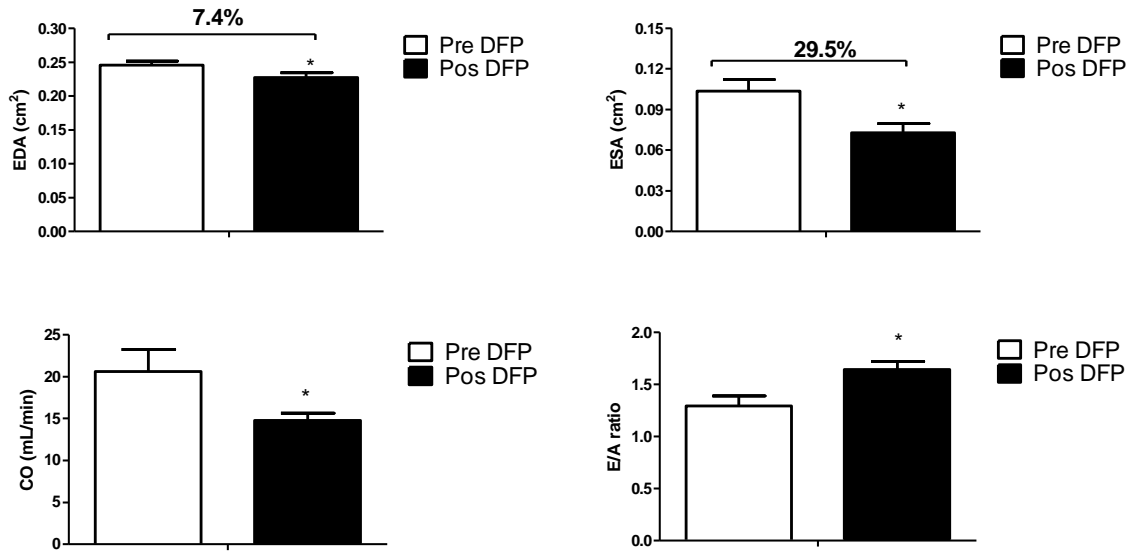 7.4%
0.30
0.25
0.20
0.15
0.10
0.05
0.00
EDA (cm²)
*
Pre DFP
Pos DFP
29.5%
0.15
0.12
0.09
0.06
0.03
0.00
ESA (cm²)
*
Pre DFP
Pos DFP
25
20
15
10
5
0
CO (mL/min)
*
Pre DFP
Pos DFP
2.0
1.5
1.0
0.5
0.0
E/A ratio
*
Pre DFP
Pos DFP